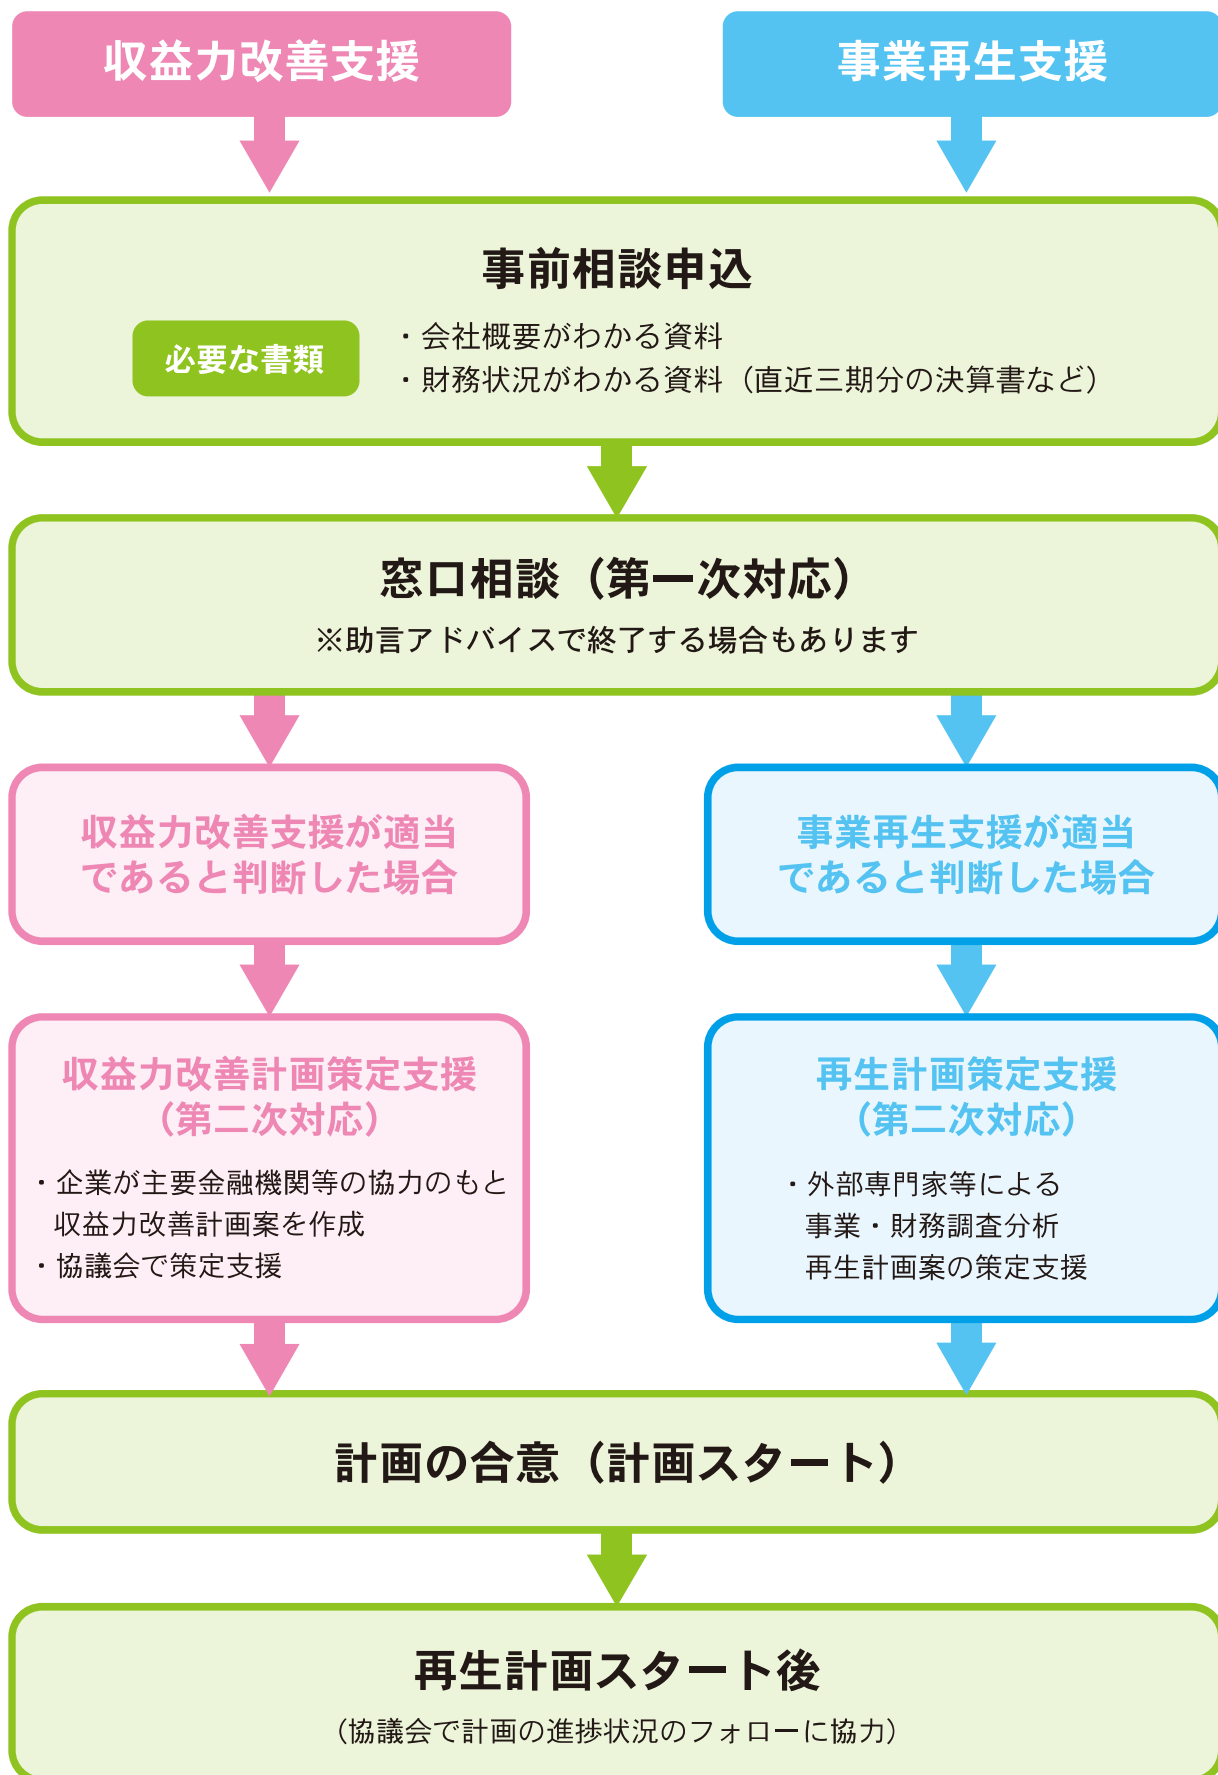 収益力改善支援
事業再生支援
事前相談申込
必要な書類
・会社概要がわかる資料
・財務状況がわかる資料（直近三期分の決算書など）
窓口相談（第一次対応）
※助言アドバイスで終了する場合もあります
収益力改善支援が適当
であると判断した場合
事業再生支援が適当
であると判断した場合
収益力改善計画策定支援
（第二次対応）
・企業が主要金融機関等の協力のもと
収益力改善計画案を作成
・協議会で策定支援
再生計画策定支援
（第二次対応）
・外部専門家等による
事業・財務調査分析
再生計画案の策定支援
計画の合意（計画スタート）
再生計画スタート後
（協議会で計画の進捗状況のフォローに協力）